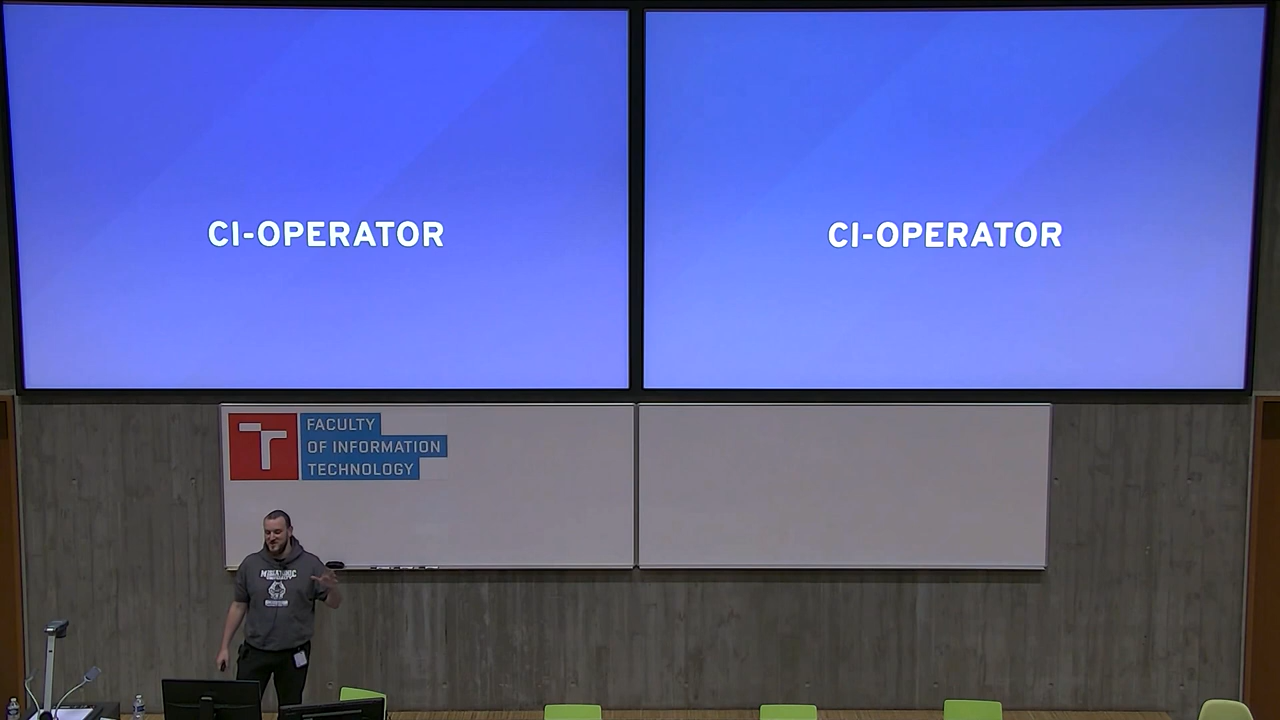 CI-OPERATOR
CI-OPERATOR
FACULTY
OF INFORMATION
TECHNOLOGY